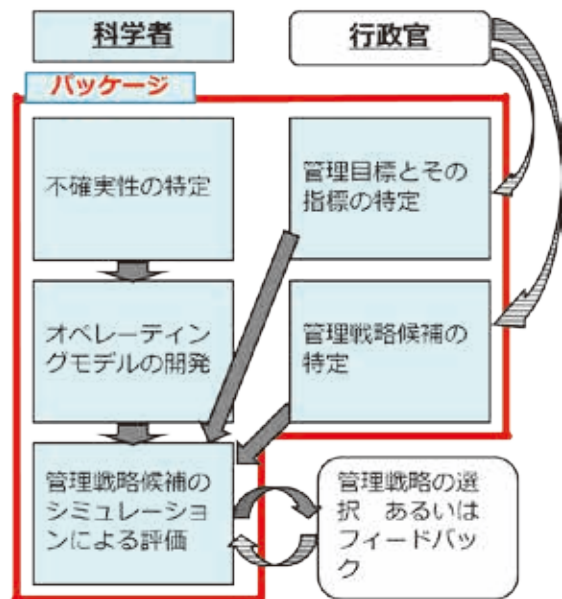 科学者
行政官
パッケージ
不確実性の特定
管理目標とその
指標の特定
オペレーティン
グモデルの開発
管理戦略候補の
特定
管理戦略候補の
シミュレーショ
ンによる評価
管理戦略の選
択 あるいは
フィードバッ
ク